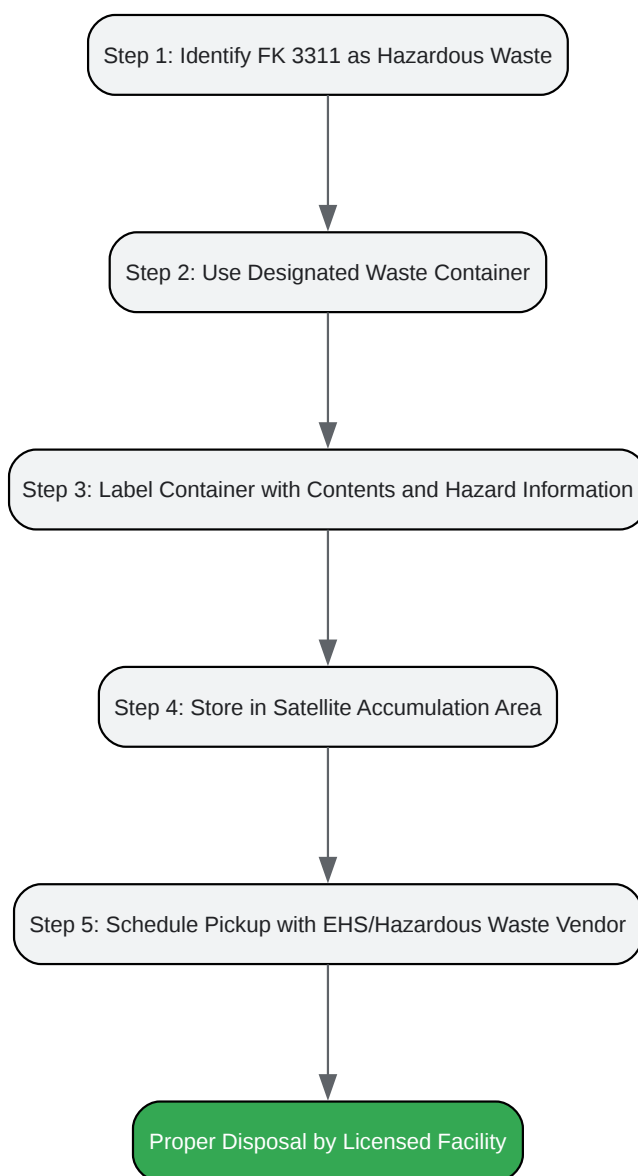 Step 1: Identify FK 3311 as Hazardous Waste
Step 2: Use Designated Waste Container
Step 3: Label Container with Contents and Hazard Information
Step 4: Store in Satellite Accumulation Area
Step 5: Schedule Pickup with EHS/Hazardous Waste Vendor
Proper Disposal by Licensed Facility